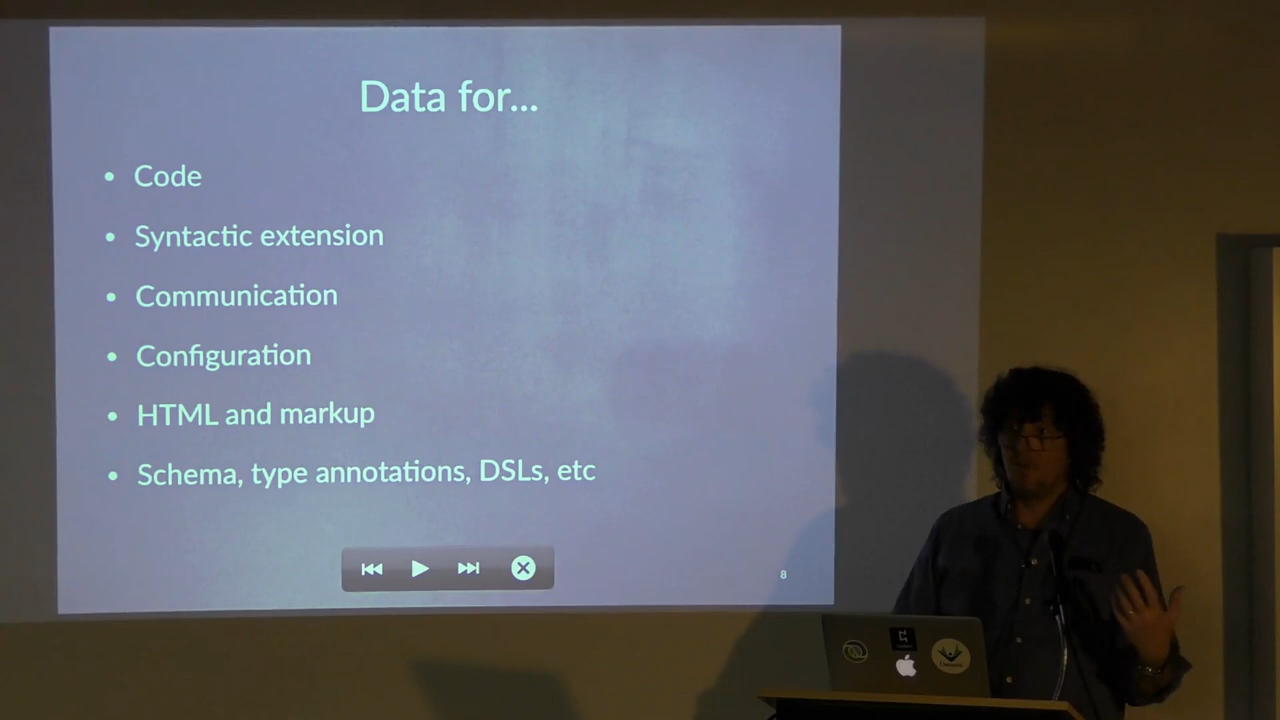 Data for...
• Code
• Syntactic extension
• Communication
• Configuration
• HTML and markup
• Schema, type annotations, DSLs, etc
8